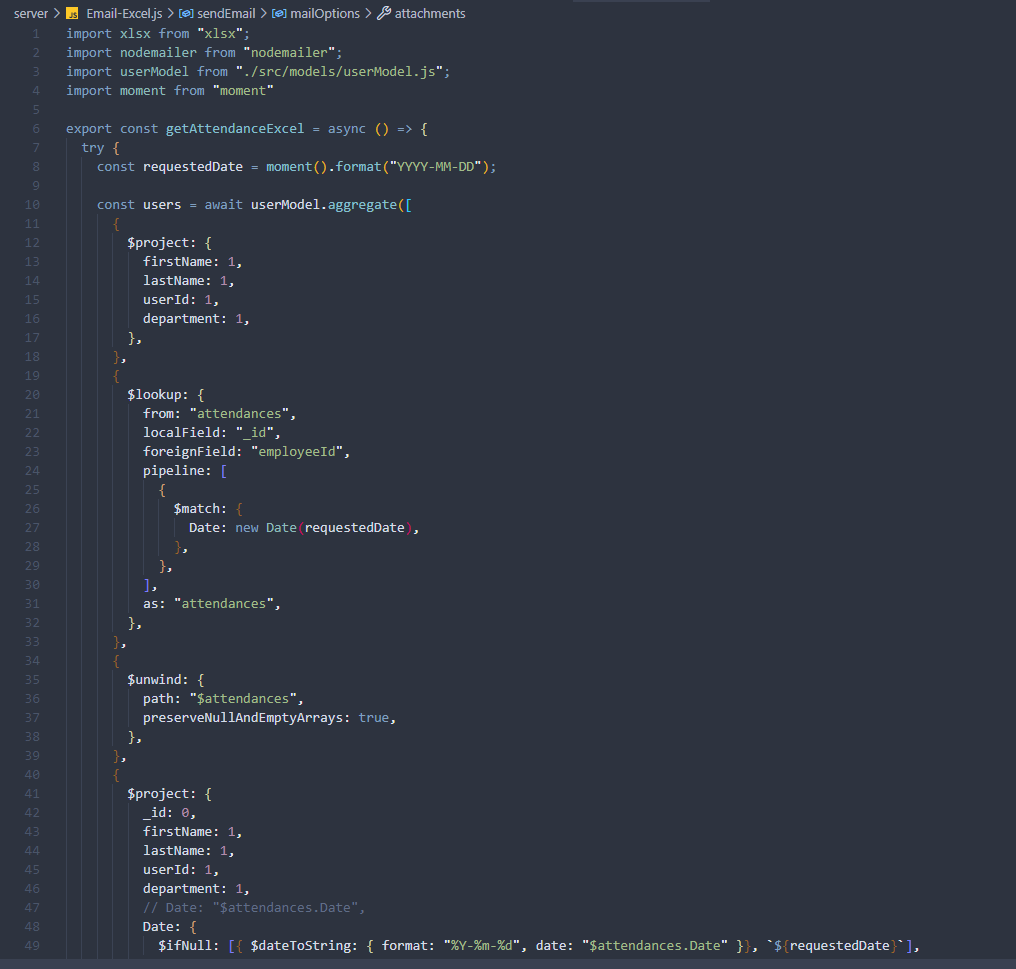 server > JS Email-Excel.js > sendEmail > mailOptions > attachments
1 import xlsx from "xlsx";
2 import nodemailer from "nodemailer";
3 import userModel from "./src/models/userModel.js";
4 import moment from "moment"
5
6 export const getAttendanceExcel = async () => {
7 try {
8 const requestedDate = moment().format("YYYY-MM-DD");
9
10 const users = await userModel.aggregate([
11 {
12 $project: {
13 firstName: 1,
14 lastName: 1,
15 userId: 1,
16 department: 1,
17 },
18 },
19 {
20 $lookup: {
21 from: "attendances",
22 localField: "_id",
23 foreignField: "employeeId",
24 pipeline: [
25 {
26 $match: {
27 Date: new Date(requestedDate),
28 },
29 },
30 ],
31 as: "attendances",
32 },
33 },
34 {
35 $unwind: {
36 path: "$attendances",
37 preserveNullAndEmptyArrays: true,
38 },
39 },
40 {
41 $project: {
42 _id: 0,
43 firstName: 1,
44 lastName: 1,
45 userId: 1,
46 department: 1,
47 // Date: "$attendances.Date",
48 Date: {
49 $ifNull: [{ $dateToString: { format: "%Y-%m-%d", date: "$attendances.Date" }}, `${requestedDate}`],